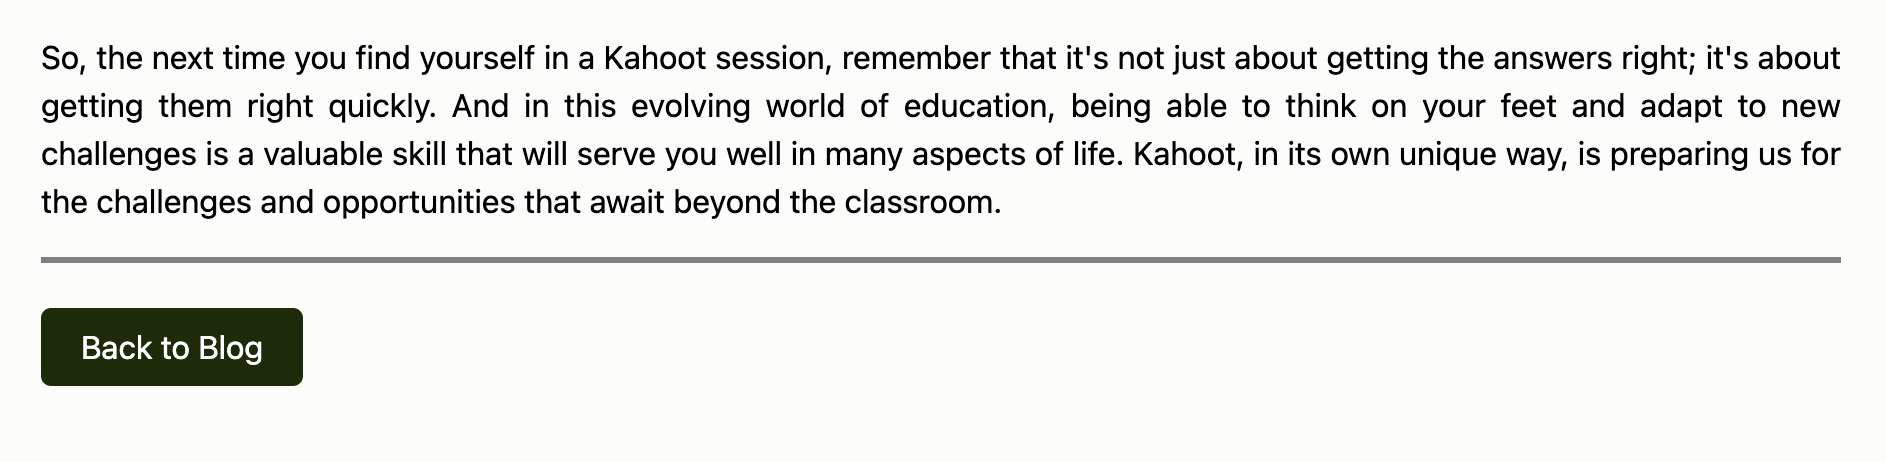 So, the next time you find yourself in a Kahoot session, remember that it's not just about getting the answers right; it's about
getting them right quickly. And in this evolving world of education, being able to think on your feet and adapt to new
challenges is a valuable skill that will serve you well in many aspects of life. Kahoot, in its own unique way, is preparing us for
the challenges and opportunities that await beyond the classroom.
Back to Blog